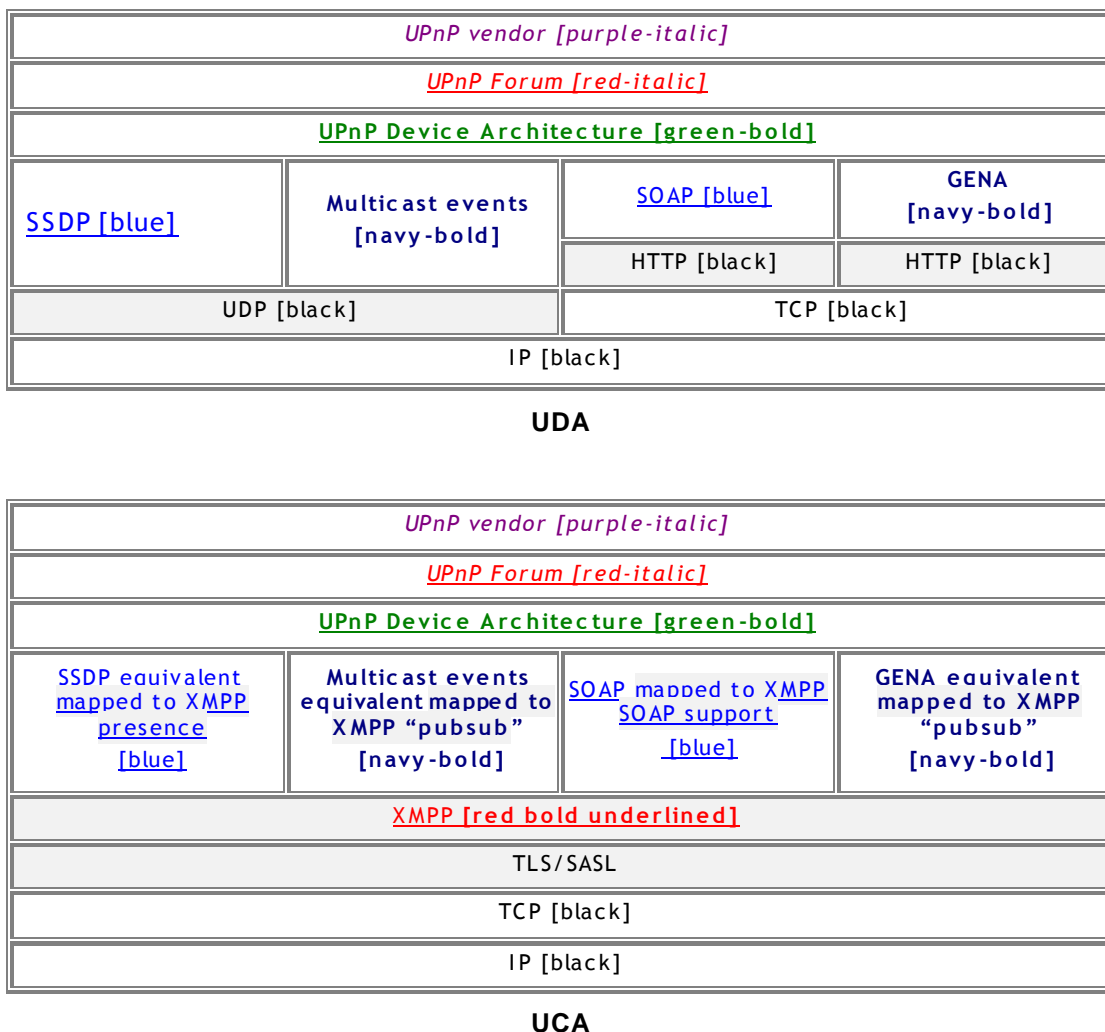 UPnP vendor [purple-italic]
UPnP Forum [red-italic]
UPnP Device Architecture [green-bold]
SSDP [blue]
Multicast events
[navy-bold]
SOAP [blue]
GENA
[navy-bold]
HTTP [black]
HTTP [black]
UDP [black]
TCP [black]
IP [black]
UDA
UPnP vendor [purple-italic]
UPnP Forum [red-italic]
UPnP Device Architecture [green-bold]
SSDP equivalent
mapped to XMPP
presence
[blue]
Multicast events
equivalent mapped to
XMPP “pubsub”
[navy-bold]
SOAP mapped to XMPP
SOAP support
[blue]
GENA equivalent
mapped to XMPP
“pubsub”
[navy-bold]
XMPP [red bold underlined]
TLS/SASL
TCP [black]
IP [black]
UCA